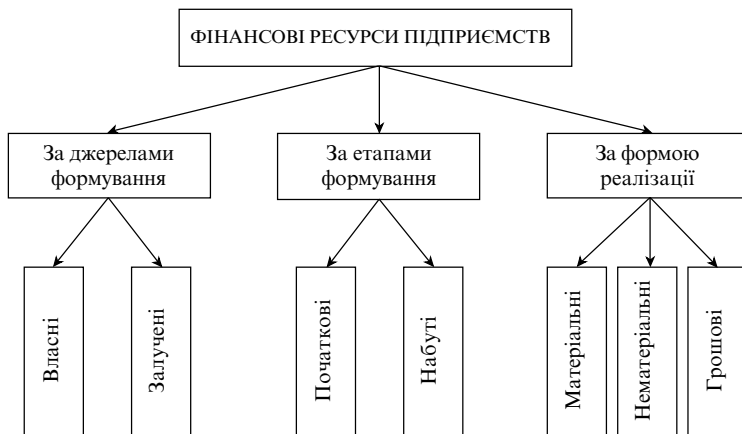 ФІНАНСОВІ РЕСУРСИ ПІДПРИЄМСТВ
За джерелами
формування
За етапами
формування
За формою
реалізації
Власні
Залучені
Початкові
Набуті
Матеріальні
Нематеріальні
Грошові